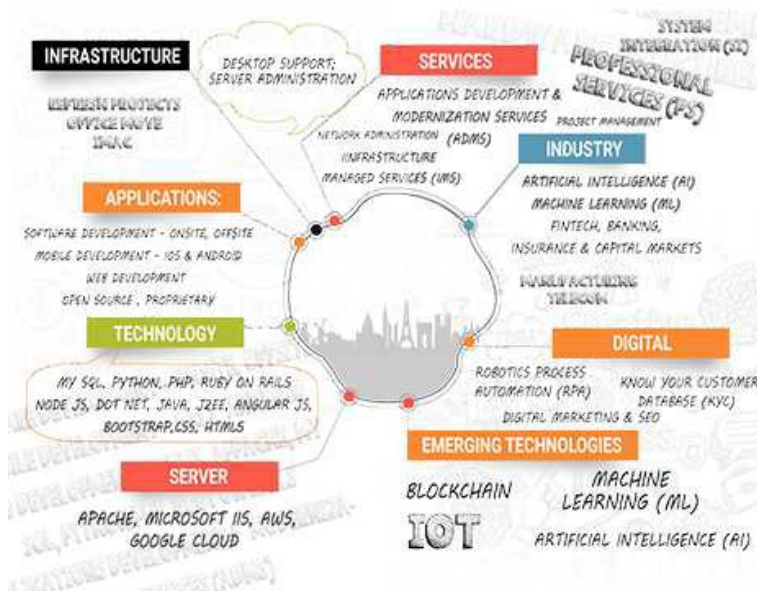 INFRASTRUCTURE
REFRESH PROTECTS
OFFICE MOVE
IMAC
DESKTOP SUPPORT;
SERVER ADMINISTRATION
SERVICES
APPLICATIONS DEVELOPMENT &
MODERNIZATION SERVICES
(ADMS)
NETWORK ADMINISTRATION
IINFRASTRUCTURE
MANAGED SERVICES (IMS)
SYSTEM
INTEGRATION (SI)
PROFESSIONAL
SERVICES (PS)
PROJECT MANAGEMENT
INDUSTRY
ARTIFICIAL INTELLIGENCE (AI)
MACHINE LEARNING (ML)
FINTECH, BANKING,
INSURANCE & CAPITAL MARKETS
MANUFACTURING
TELECOM
APPLICATIONS:
SOFTWARE DEVELOPMENT - ONSITE, OFFSITE
MOBILE DEVELOPMENT - IOS & ANDROID
WEB DEVELOPMENT
OPEN SOURCE, PROPRIETARY
TECHNOLOGY
MY SQL, PYTHON, PHP, RUBY ON RAILS
NODE JS, DOT NET, JAVA, J2EE, ANGULAR JS,
BOOTSTRAP,CSS, HTML5
DIGITAL
ROBOTICS PROCESS
AUTOMATION (RPA)
KNOW YOUR CUSTOMER
DATABASE (KYC)
DIGITAL MARKETING & SEO
SERVER
APACHE, MICROSOFT IIS, AWS,
GOOGLE CLOUD
EMERGING TECHNOLOGIES
BLOCKCHAIN
IOT
MACHINE
LEARNING (ML)
ARTIFICIAL INTELLIGENCE (AI)